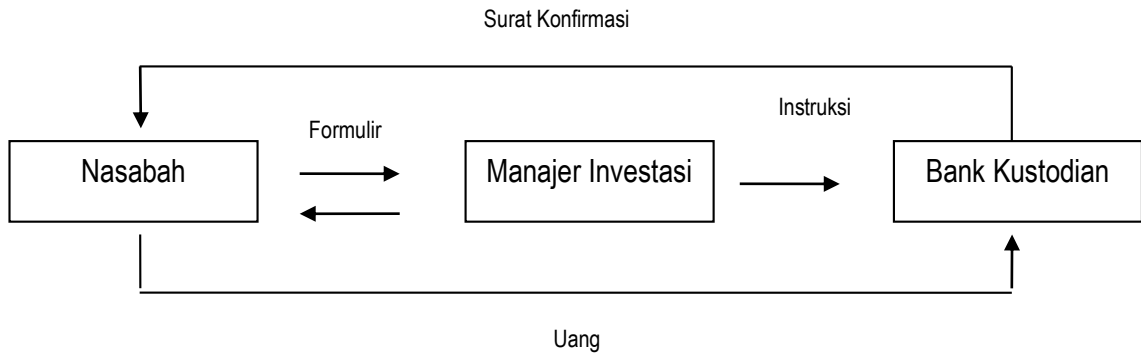 Surat Konfirmasi
Instruksi
Formulir
Nasabah
Manajer Investasi
Bank Kustodian
Uang